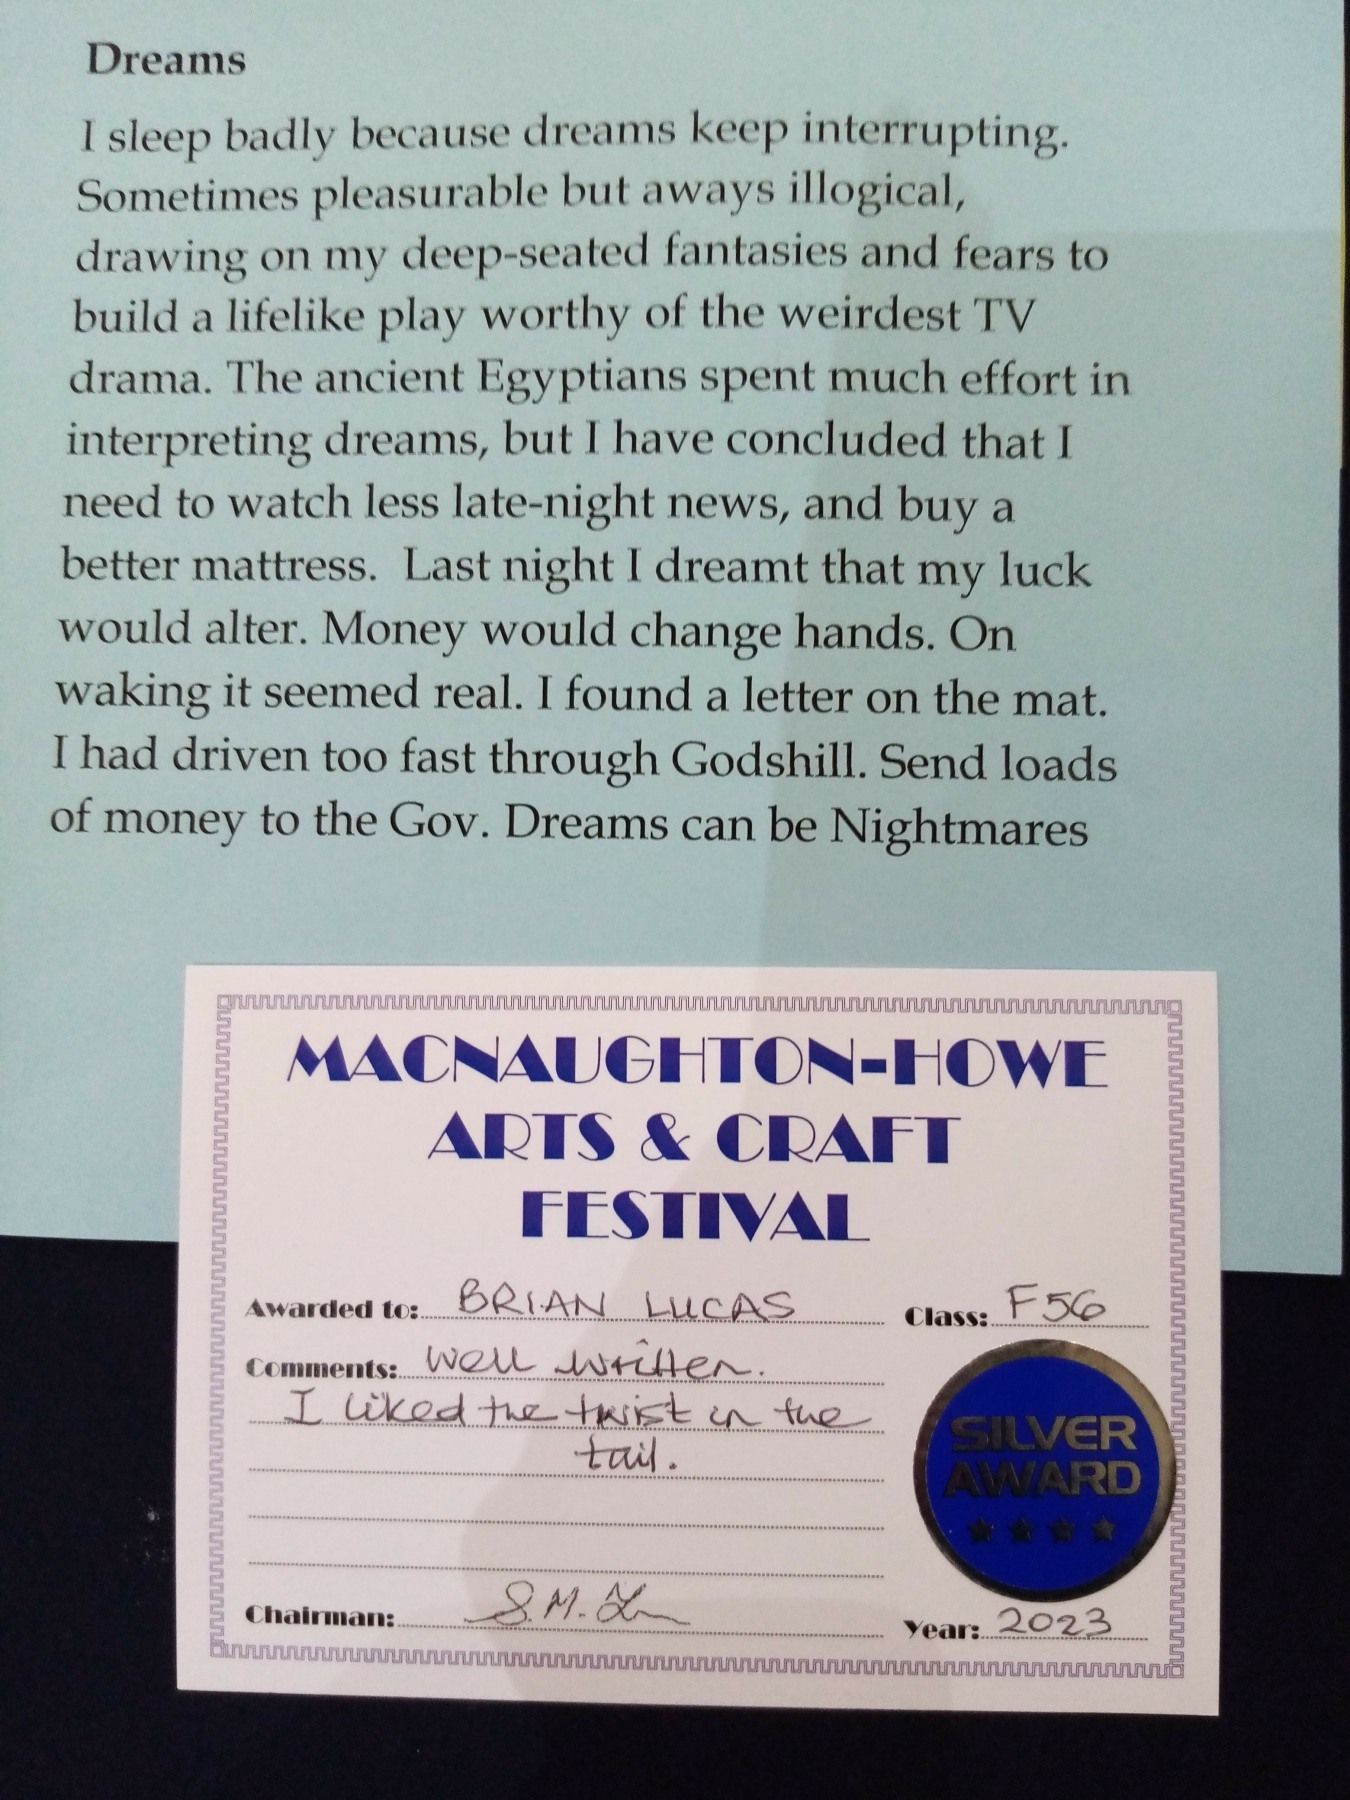 Dreams
I sleep badly because dreams keep interrupting.
Sometimes pleasurable but aways illogical,
drawing on my deep-seated fantasies and fears to
build a lifelike play worthy of the weirdest TV
drama. The ancient Egyptians spent much effort in
interpreting dreams, but I have concluded that I
need to watch less late-night news, and buy a
better mattress. Last night I dreamt that my luck
would alter. Money would change hands. On
waking it seemed real. I found a letter on the mat.
I had driven too fast through Godshill. Send loads
of money to the Gov. Dreams can be Nightmares
MACNAUGHTON-HOWE
ARTS & CRAFT
FESTIVAL
Awarded to: BRIAN LUCAS Class: F56
Comments: Well written.
I liked the twist in the
tail.
SILVER
AWARD
Chairman: S.M.
Year: 2023